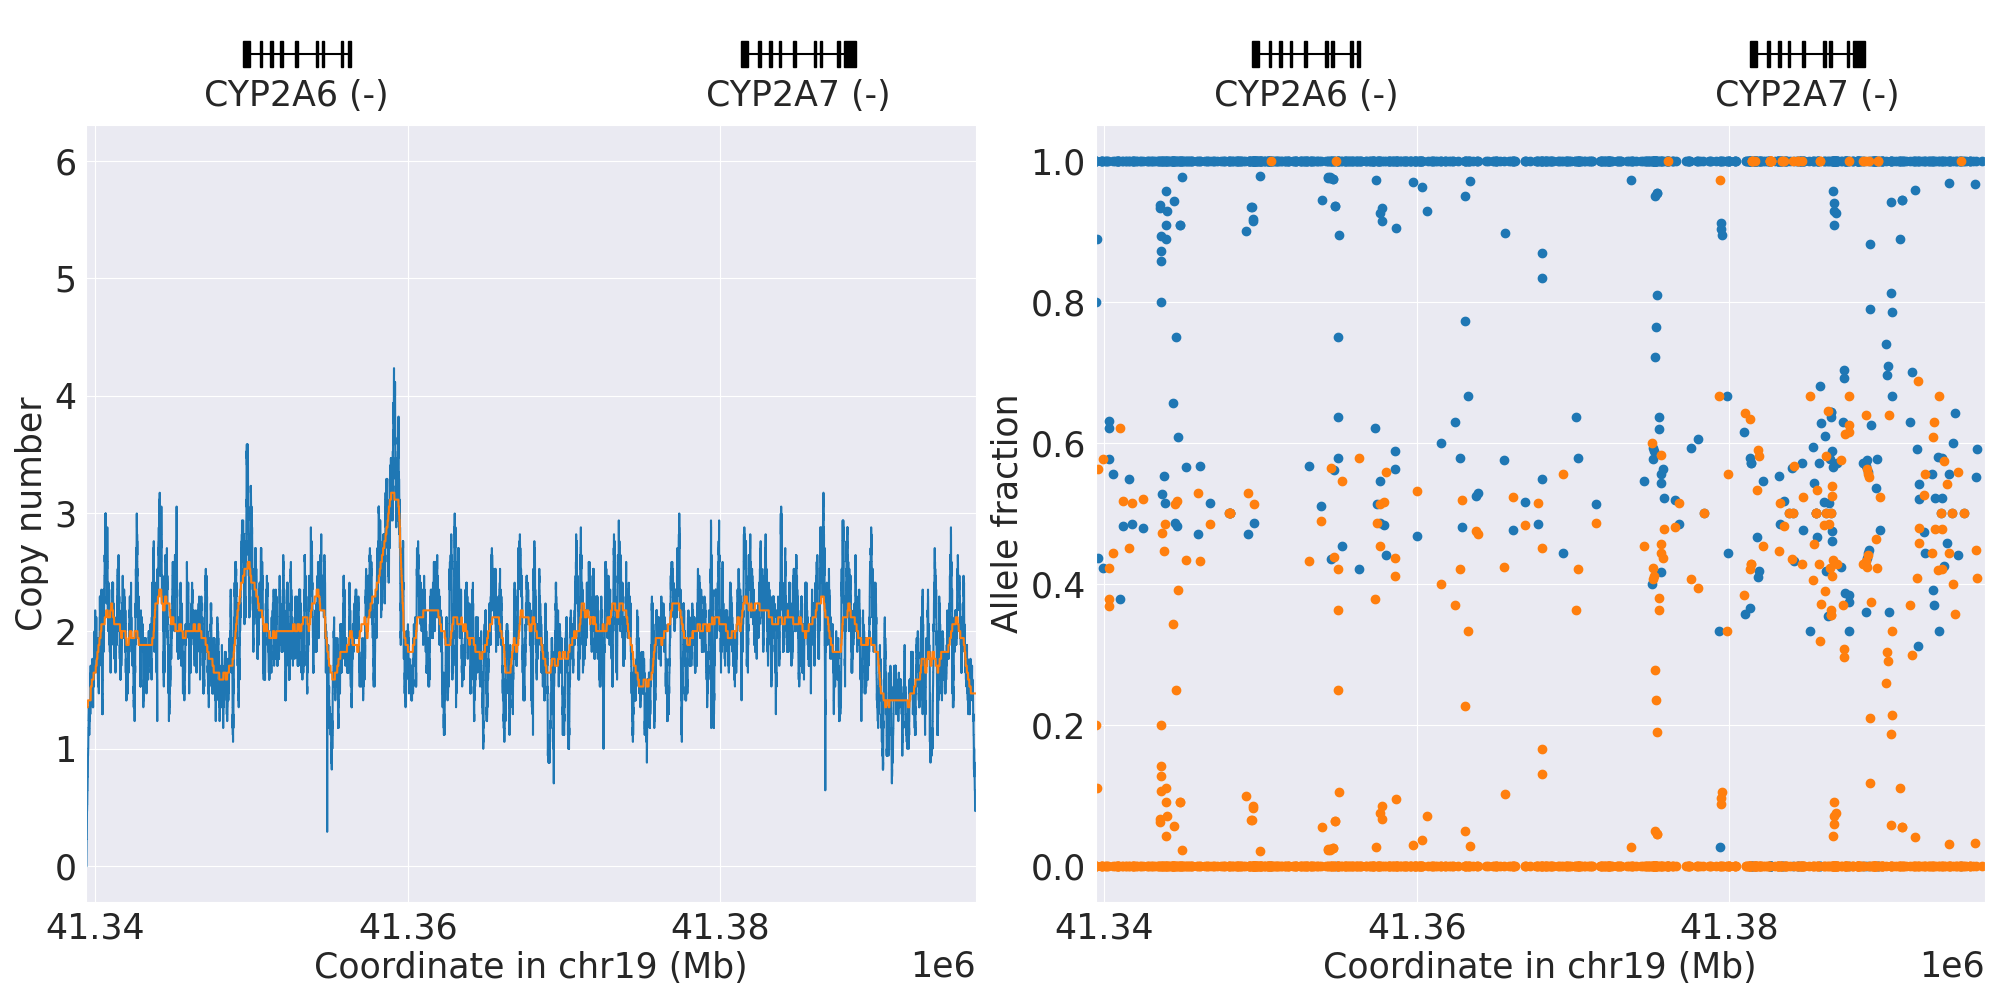 CYP2A6 (-)
CYP2A7 (-)
CYP2A6 (-)
CYP2A7 (-)
Copy number
6
5
4
3
2
1
0
41.34
41.36
41.38
Coordinate in chr19 (Mb)
1e6
Allele fraction
1.0
0.8
0.6
0.4
0.2
0.0
41.34
41.36
41.38
Coordinate in chr19 (Mb)
1e6